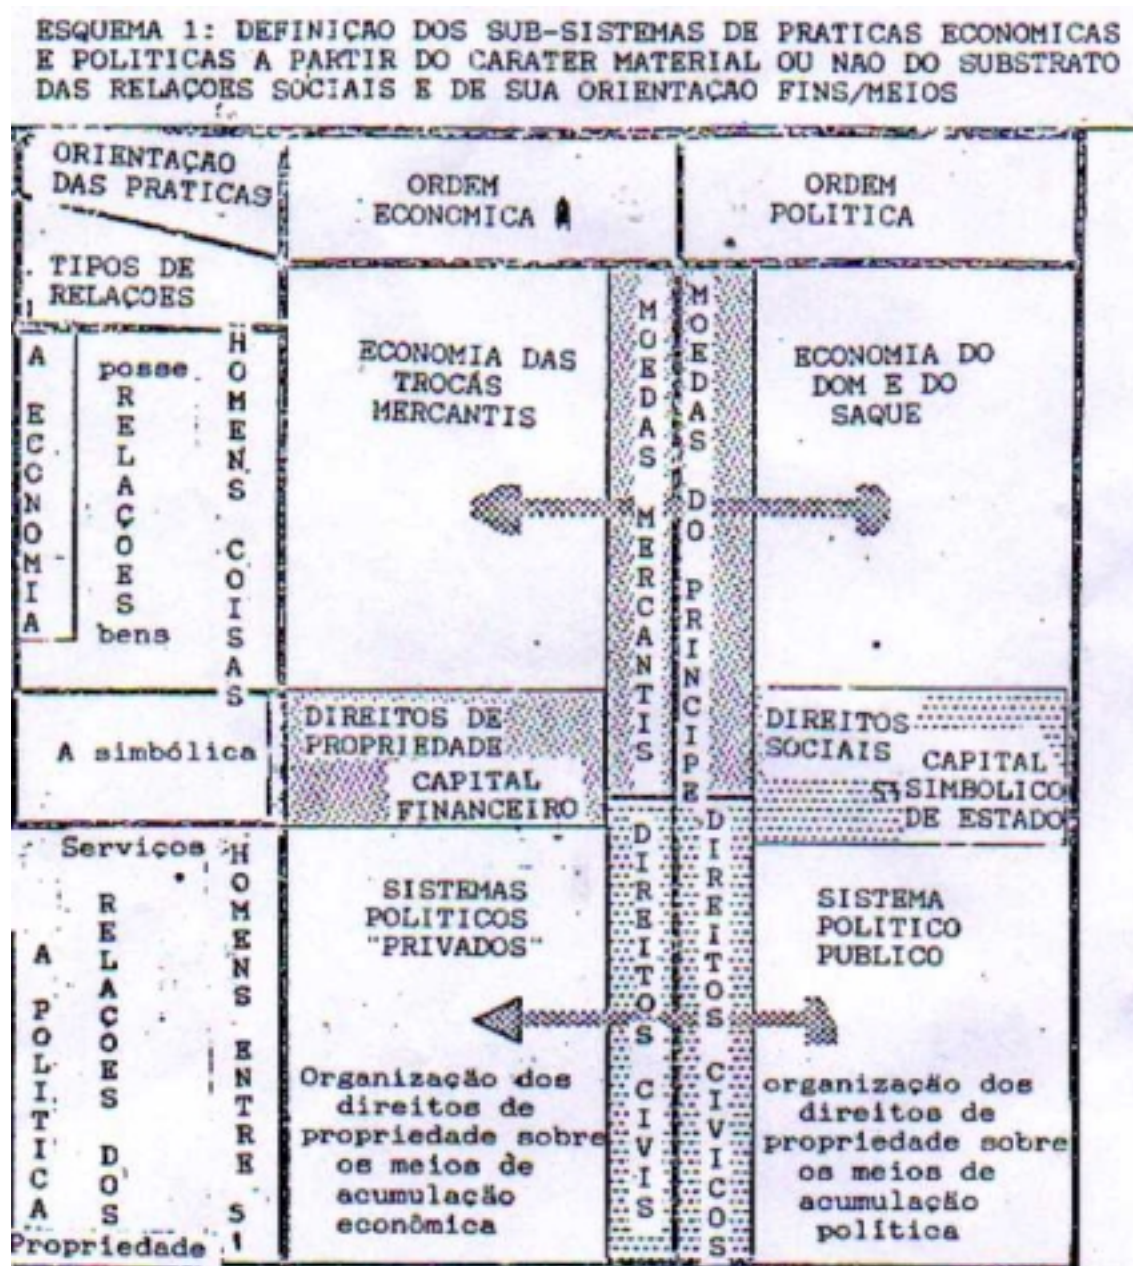 ESQUEMA 1: DEFINIÇAO DOS SUB-SISTEMAS DE PRATICAS ECONOMICAS
E POLITICAS A PARTIR DO CARATER MATERIAL OU NAO DO SUBSTRATO
DAS RELAÇOES SOCIAIS E DE SUA ORIENTAÇAO FINS/MEIOS
ORIENTAÇAO
DAS PRATICAS
TIPOS DE
RELAÇOES
ORDEM
ECONOMICA
ORDEM
POLITICA
A ECONOMIA
posse
RELAÇOES
bens
HOMENS COISAS
ECONOMIA DAS
TROCAS
MERCANTIS
MOEDAS MERCANTIS
MOEDAS DO PRINCIPE
ECONOMIA DO
DOM E DO
SAQUE
A simbólica
DIREITOS DE
PROPRIEDADE
CAPITAL
FINANCEIRO
DIREITOS
SOCIAIS
CAPITAL
SIMBOLICO
DE ESTADO
Serviços
A POLITICA
RELAÇOES DOS
HOMENS ENTRE SI
Propriedade
SISTEMAS
POLITICOS
"PRIVADOS"
Organização dos
direitos de
propriedade sobre
os meios de
acumulação
econômica
DIREITOS CIVIS
DIREITOS CIVICOS
SISTEMA
POLITICO
PUBLICO
organização dos
direitos de
propriedade sobre
os meios de
acumulação
política